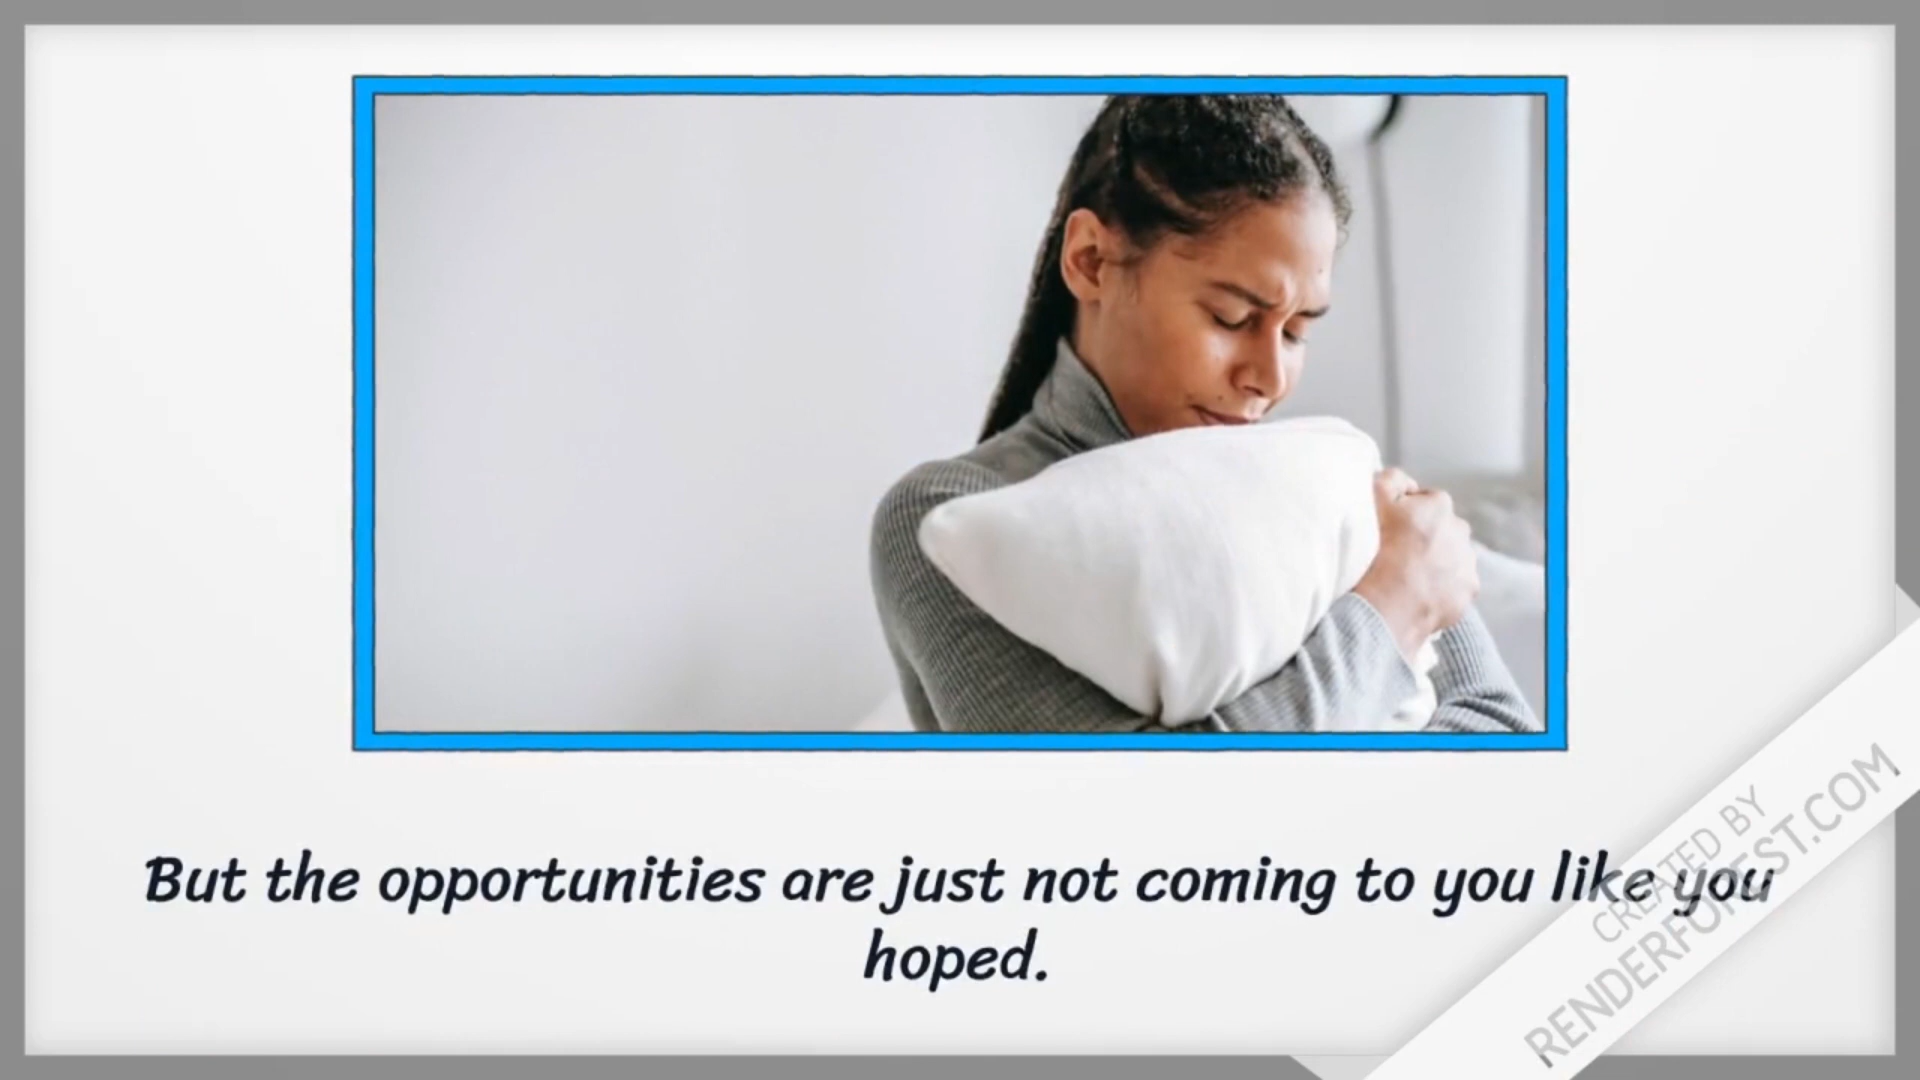 But the opportunities are just not coming to you like you
hoped.
CREATED BY
RENDERFOREST.COM